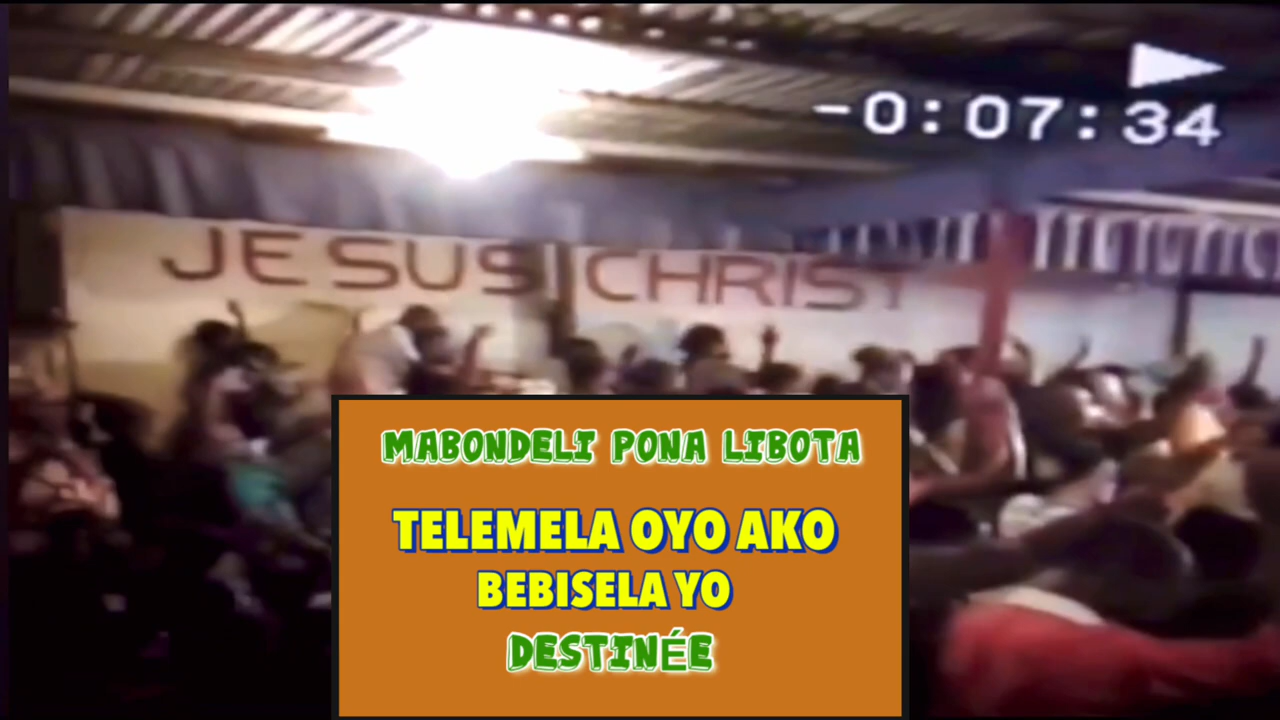 -0:07:34
JESUS CHRIST
MABONDELI PONA LIBOTA
TELEMELA OYO AKO
BEBISELA YO
DESTINÉE